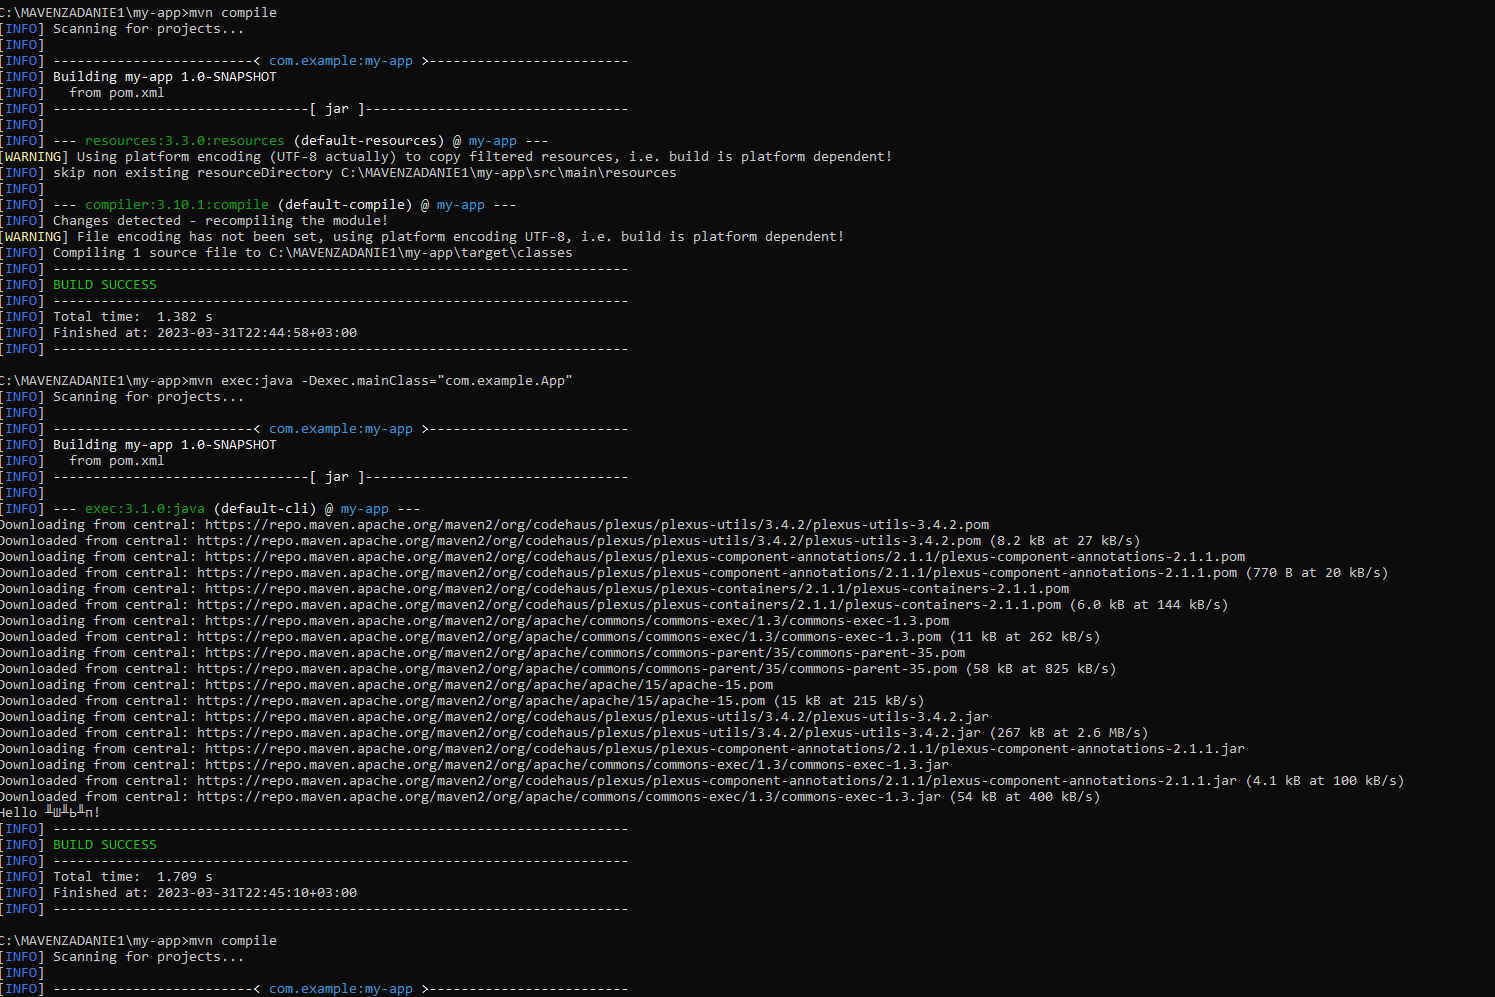 C:\MAVENZADANIE1\my-app>mvn compile
[INFO] Scanning for projects...
[INFO]
[INFO] -------------------------< com.example:my-app >-------------------------
[INFO] Building my-app 1.0-SNAPSHOT
[INFO]   from pom.xml
[INFO] --------------------------------[ jar ]---------------------------------
[INFO]
[INFO] --- resources:3.3.0:resources (default-resources) @ my-app ---
[WARNING] Using platform encoding (UTF-8 actually) to copy filtered resources, i.e. build is platform dependent!
[INFO] skip non existing resourceDirectory C:\MAVENZADANIE1\my-app\src\main\resources
[INFO]
[INFO] --- compiler:3.10.1:compile (default-compile) @ my-app ---
[INFO] Changes detected - recompiling the module!
[WARNING] File encoding has not been set, using platform encoding UTF-8, i.e. build is platform dependent!
[INFO] Compiling 1 source file to C:\MAVENZADANIE1\my-app\target\classes
[INFO] ------------------------------------------------------------------------
[INFO] BUILD SUCCESS
[INFO] ------------------------------------------------------------------------
[INFO] Total time:  1.382 s
[INFO] Finished at: 2023-03-31T22:44:58+03:00
[INFO] ------------------------------------------------------------------------
C:\MAVENZADANIE1\my-app>mvn exec:java -Dexec.mainClass="com.example.App"
[INFO] Scanning for projects...
[INFO]
[INFO] -------------------------< com.example:my-app >-------------------------
[INFO] Building my-app 1.0-SNAPSHOT
[INFO]   from pom.xml
[INFO] --------------------------------[ jar ]---------------------------------
[INFO]
[INFO] --- exec:3.1.0:java (default-cli) @ my-app ---
Downloading from central: https://repo.maven.apache.org/maven2/org/codehaus/plexus/plexus-utils/3.4.2/plexus-utils-3.4.2.pom
Downloaded from central: https://repo.maven.apache.org/maven2/org/codehaus/plexus/plexus-utils/3.4.2/plexus-utils-3.4.2.pom (8.2 kB at 27 kB/s)
Downloading from central: https://repo.maven.apache.org/maven2/org/codehaus/plexus/plexus-component-annotations/2.1.1/plexus-component-annotations-2.1.1.pom
Downloaded from central: https://repo.maven.apache.org/maven2/org/codehaus/plexus/plexus-component-annotations/2.1.1/plexus-component-annotations-2.1.1.pom (770 B at 20 kB/s)
Downloading from central: https://repo.maven.apache.org/maven2/org/codehaus/plexus/plexus-containers/2.1.1/plexus-containers-2.1.1.pom
Downloaded from central: https://repo.maven.apache.org/maven2/org/codehaus/plexus/plexus-containers/2.1.1/plexus-containers-2.1.1.pom (6.0 kB at 144 kB/s)
Downloading from central: https://repo.maven.apache.org/maven2/org/apache/commons/commons-exec/1.3/commons-exec-1.3.pom
Downloaded from central: https://repo.maven.apache.org/maven2/org/apache/commons/commons-exec/1.3/commons-exec-1.3.pom (11 kB at 262 kB/s)
Downloading from central: https://repo.maven.apache.org/maven2/org/apache/commons/commons-parent/35/commons-parent-35.pom
Downloaded from central: https://repo.maven.apache.org/maven2/org/apache/commons/commons-parent/35/commons-parent-35.pom (58 kB at 825 kB/s)
Downloading from central: https://repo.maven.apache.org/maven2/org/apache/apache/15/apache-15.pom
Downloaded from central: https://repo.maven.apache.org/maven2/org/apache/apache/15/apache-15.pom (15 kB at 215 kB/s)
Downloading from central: https://repo.maven.apache.org/maven2/org/codehaus/plexus/plexus-utils/3.4.2/plexus-utils-3.4.2.jar
Downloaded from central: https://repo.maven.apache.org/maven2/org/codehaus/plexus/plexus-utils/3.4.2/plexus-utils-3.4.2.jar (267 kB at 2.6 MB/s)
Downloading from central: https://repo.maven.apache.org/maven2/org/codehaus/plexus/plexus-component-annotations/2.1.1/plexus-component-annotations-2.1.1.jar
Downloading from central: https://repo.maven.apache.org/maven2/org/apache/commons/commons-exec/1.3/commons-exec-1.3.jar
Downloaded from central: https://repo.maven.apache.org/maven2/org/codehaus/plexus/plexus-component-annotations/2.1.1/plexus-component-annotations-2.1.1.jar (4.1 kB at 100 kB/s)
Downloaded from central: https://repo.maven.apache.org/maven2/org/apache/commons/commons-exec/1.3/commons-exec-1.3.jar (54 kB at 400 kB/s)
Hello ╨Ш╨Ь╨п!
[INFO] ------------------------------------------------------------------------
[INFO] BUILD SUCCESS
[INFO] ------------------------------------------------------------------------
[INFO] Total time:  1.709 s
[INFO] Finished at: 2023-03-31T22:45:10+03:00
[INFO] ------------------------------------------------------------------------
C:\MAVENZADANIE1\my-app>mvn compile
[INFO] Scanning for projects...
[INFO]
[INFO] -------------------------< com.example:my-app >-------------------------